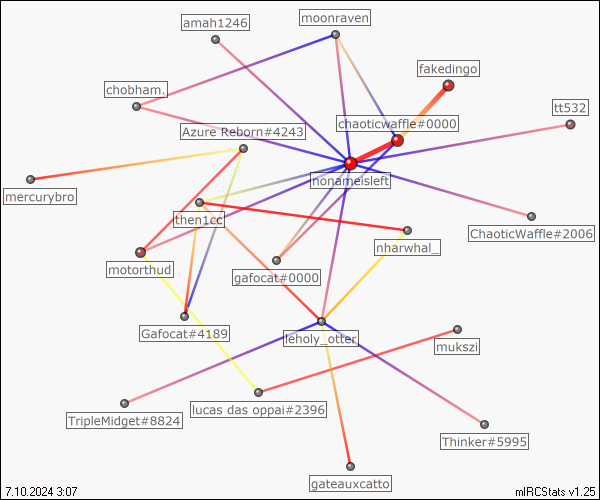 amah1246
moonraven
fakedingo
chobham.
tt532
chaoticwaffle#0000
Azure Reborn#4243
nonameisleft
mercurybro
then1cc
ChaoticWaffle#2006
nharwhal_
motorthud
gafocat#0000
Gafocat#4189
leholy_otter
mukszi
lucas das oppai#2396
TripleMidget#8824
Thinker#5995
gateauxcatto
7.10.2024 3:07
mIRCStats v1.25